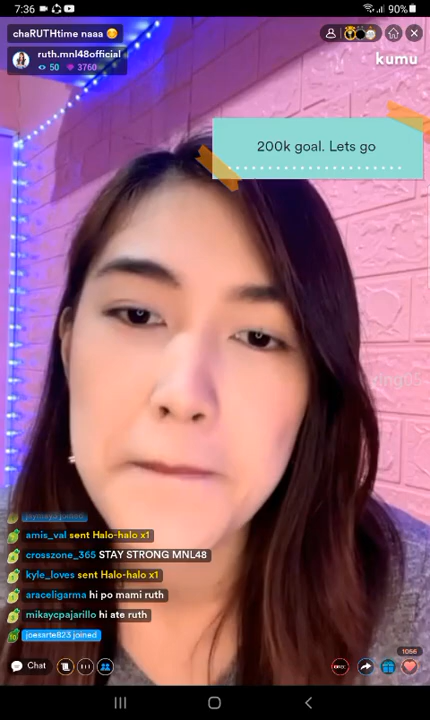 7:36
90%
chaRUTHtime naaa
ruth.mnl48official
50 3760
kumu
200k goal. Lets go
joined
amis_val sent Halo-halo x1
crosszone_365 STAY STRONG MNL48
kyle_loves sent Halo-halo x1
araceligarma hi po mami ruth
mikaycpajarillo hi ate ruth
joesarte823 joined
1056
Chat